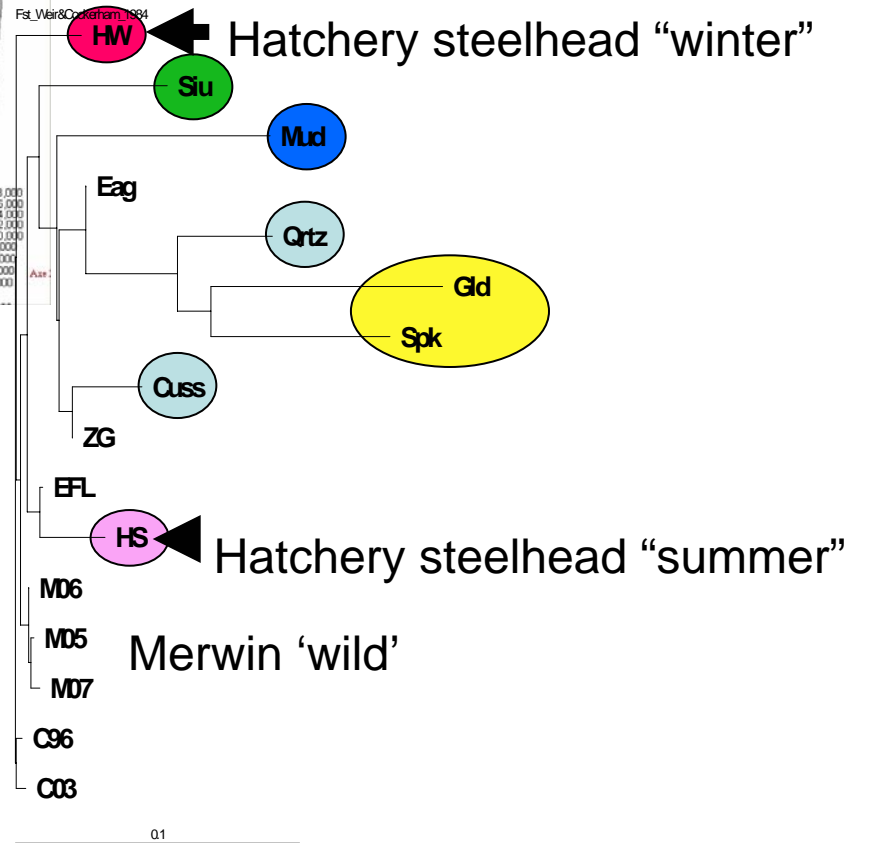 Fst_Weir&Cockerham_1984
HW
Hatchery steelhead “winter”
Siu
Mud
Eag
Qrtz
Axe
Gld
Spk
Cuss
ZG
EFL
HS
Hatchery steelhead “summer”
M06
M05
Merwin ‘wild’
M07
C96
C03
0.1